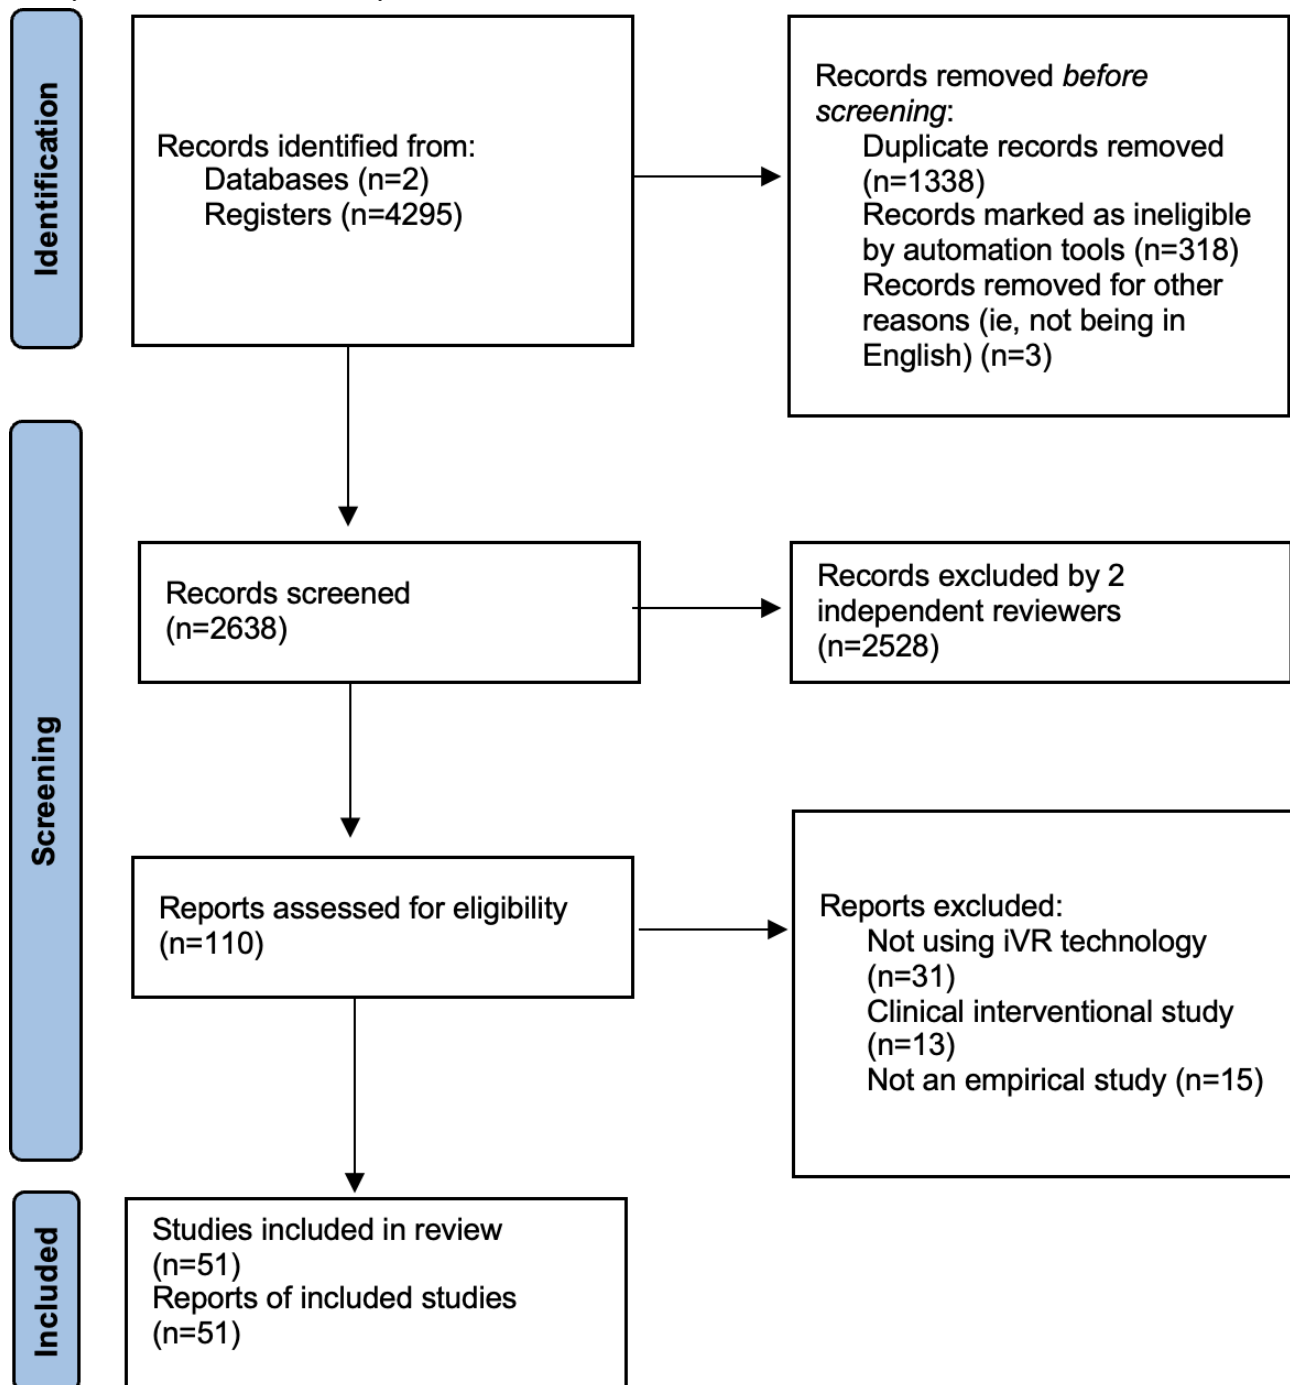 Identification
Records identified from:
Databases (n=2)
Registers (n=4295)
Records removed before
screening:
Duplicate records removed
(n=1338)
Records marked as ineligible
by automation tools (n=318)
Records removed for other
reasons (ie, not being in
English) (n=3)
Screening
Records screened
(n=2638)
Records excluded by 2
independent reviewers
(n=2528)
Reports assessed for eligibility
(n=110)
Reports excluded:
Not using iVR technology
(n=31)
Clinical interventional study
(n=13)
Not an empirical study (n=15)
Included
Studies included in review
(n=51)
Reports of included studies
(n=51)